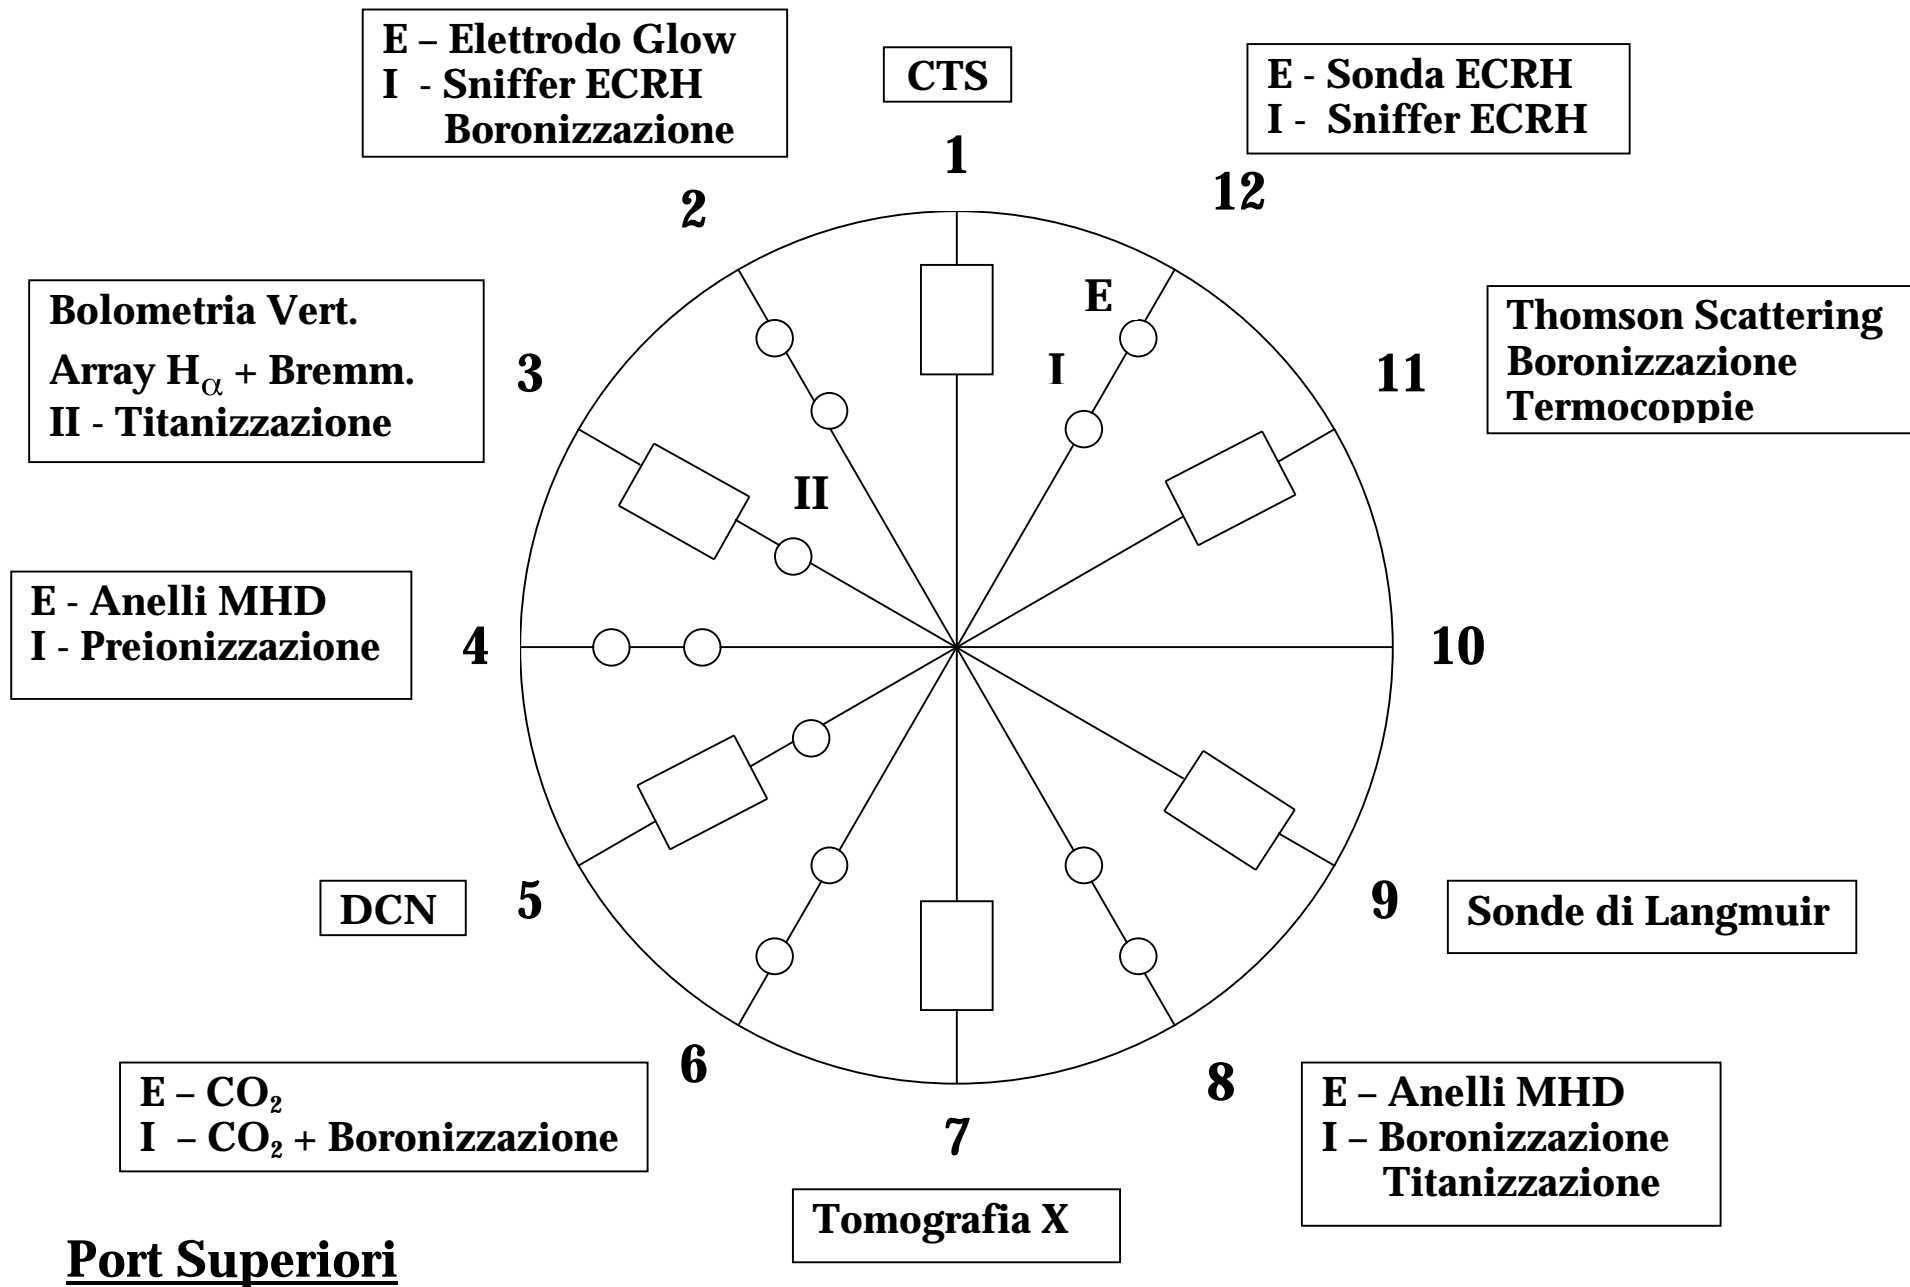 E – Elettrodo Glow
I - Sniffer ECRH
Boronizzazione
CTS
E - Sonda ECRH
I - Sniffer ECRH
1
2
12
Bolometria Vert.
Array Hα + Bremm.
II - Titanizzazione
3
E
I
II
11
Thomson Scattering
Boronizzazione
Termocoppie
E - Anelli MHD
I - Preionizzazione
4
10
DCN
5
9
Sonde di Langmuir
E – CO₂
I – CO₂ + Boronizzazione
6
7
8
E – Anelli MHD
I – Boronizzazione
Titanizzazione
Tomografia X
Port Superiori